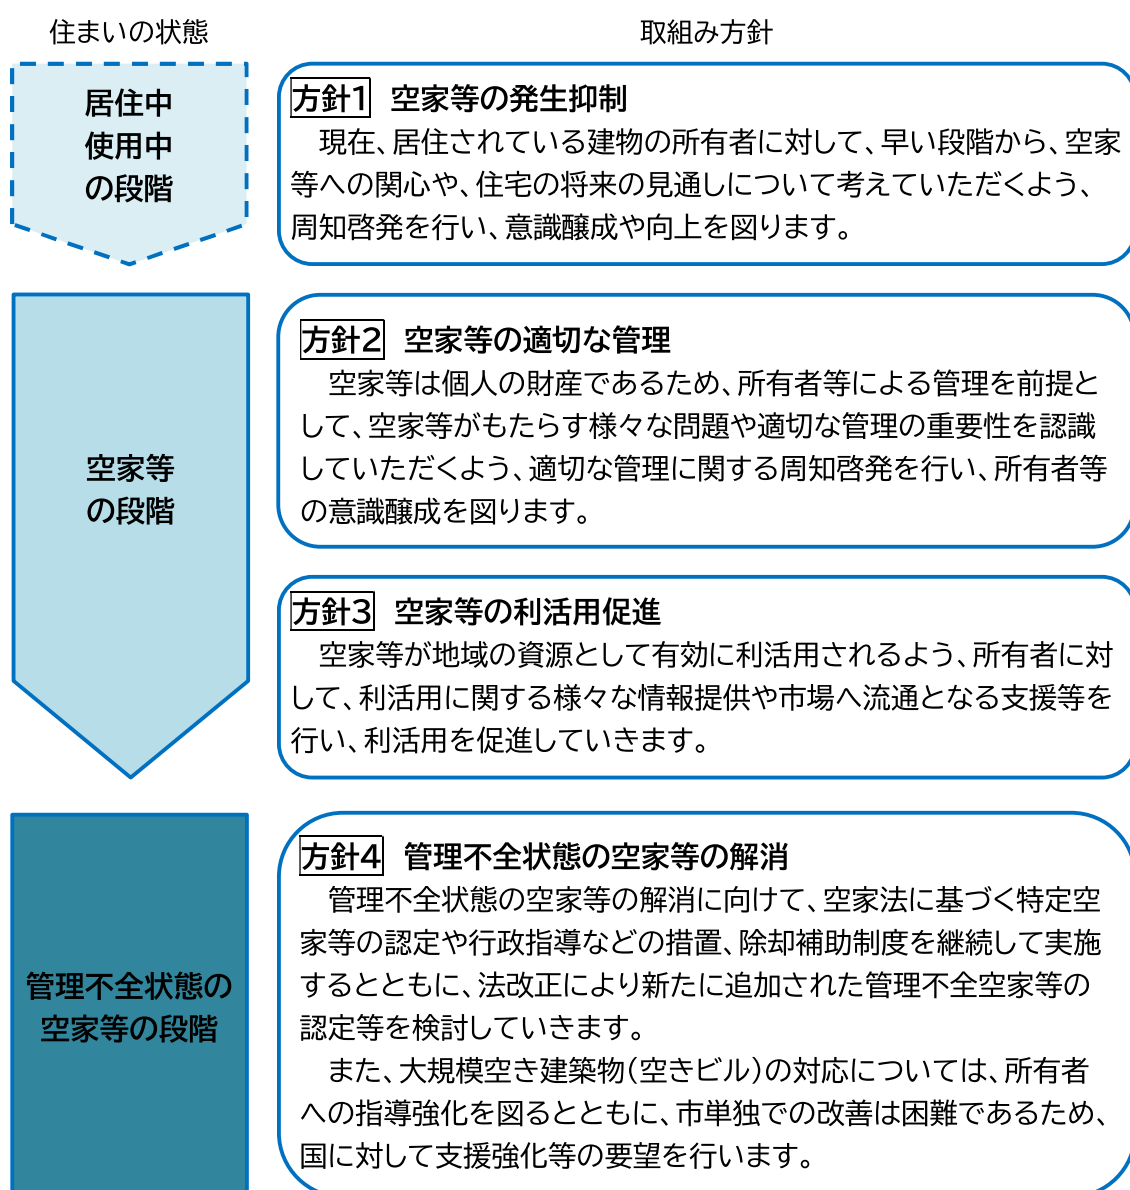 住まいの状態
取組み方針
居住中
使用中
の段階
方針1 空家等の発生抑制
現在、居住されている建物の所有者に対して、早い段階から、空家
等への関心や、住宅の将来の見通しについて考えていただくよう、
周知啓発を行い、意識醸成や向上を図ります。
空家等
の段階
方針2 空家等の適切な管理
空家等は個人の財産であるため、所有者等による管理を前提と
して、空家等がもたらす様々な問題や適切な管理の重要性を認識
していただくよう、適切な管理に関する周知啓発を行い、所有者等
の意識醸成を図ります。
方針3 空家等の利活用促進
空家等が地域の資源として有効に利活用されるよう、所有者に対
して、利活用に関する様々な情報提供や市場へ流通となる支援等を
行い、利活用を促進していきます。
管理不全状態の
空家等の段階
方針4 管理不全状態の空家等の解消
管理不全状態の空家等の解消に向けて、空家法に基づく特定空
家等の認定や行政指導などの措置、除却補助制度を継続して実施
するとともに、法改正により新たに追加された管理不全空家等の
認定等を検討していきます。
また、大規模空き建築物(空きビル)の対応については、所有者
への指導強化を図るとともに、市単独での改善は困難であるため、
国に対して支援強化等の要望を行います。